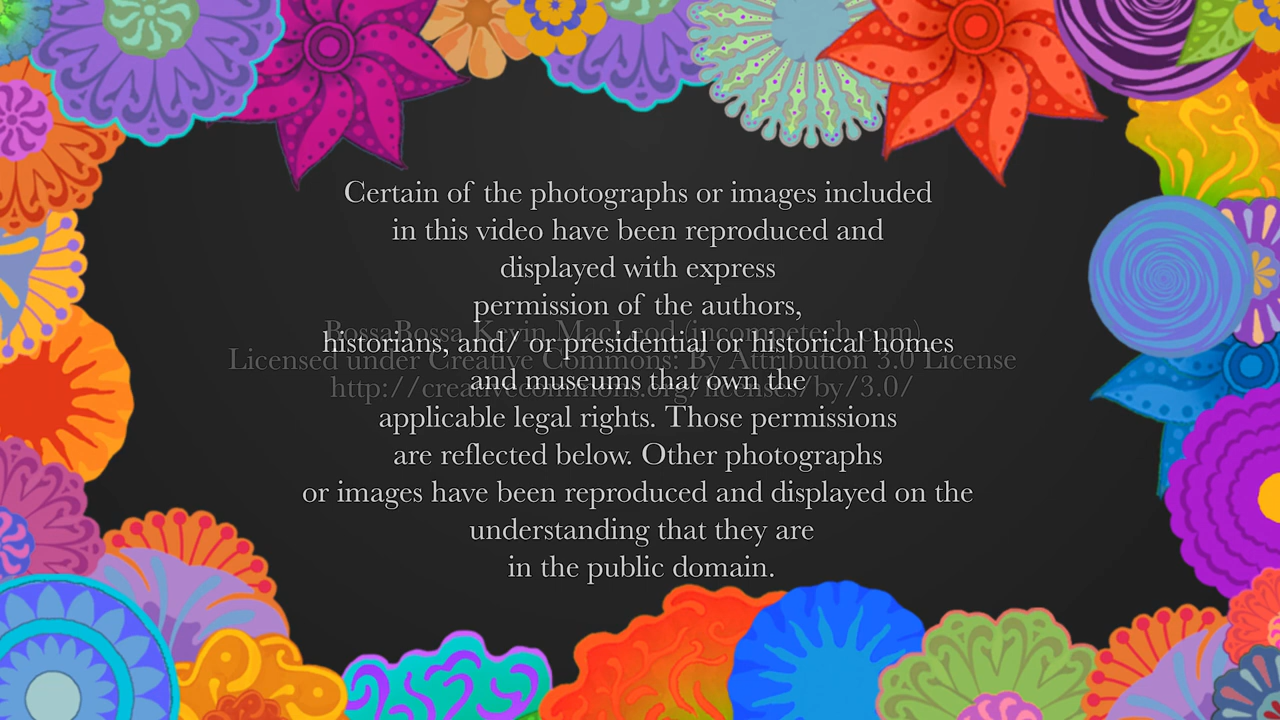 Certain of the photographs or images included
in this video have been reproduced and
displayed with express
permission of the authors,
BossaBossa Kevin MacLeod (incompetech.com)
historians, and/ or presidential or historical homes
Licensed under Creative Commons: By Attribution 3.0 License
and museums that own the
http://creativecommons.org/licenses/by/3.0/
applicable legal rights. Those permissions
are reflected below. Other photographs
or images have been reproduced and displayed on the
understanding that they are
in the public domain.